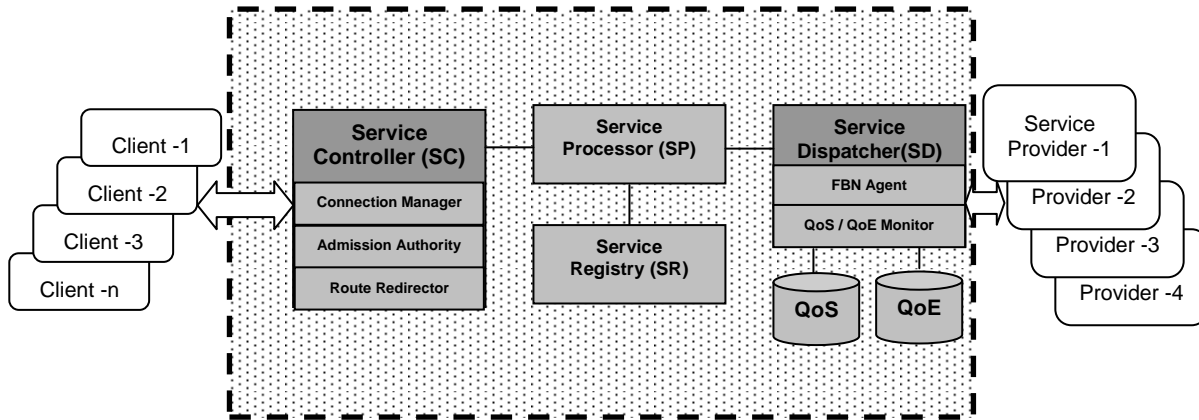 Client -1
Client -2
Client -3
Client -n
Service
Controller (SC)
Connection Manager
Admission Authority
Route Redirector
Service
Processor (SP)
Service
Registry (SR)
Service
Dispatcher(SD)
FBN Agent
QoS / QoE Monitor
QoS
QoE
Service
Provider -1
Provider -2
Provider -3
Provider -4